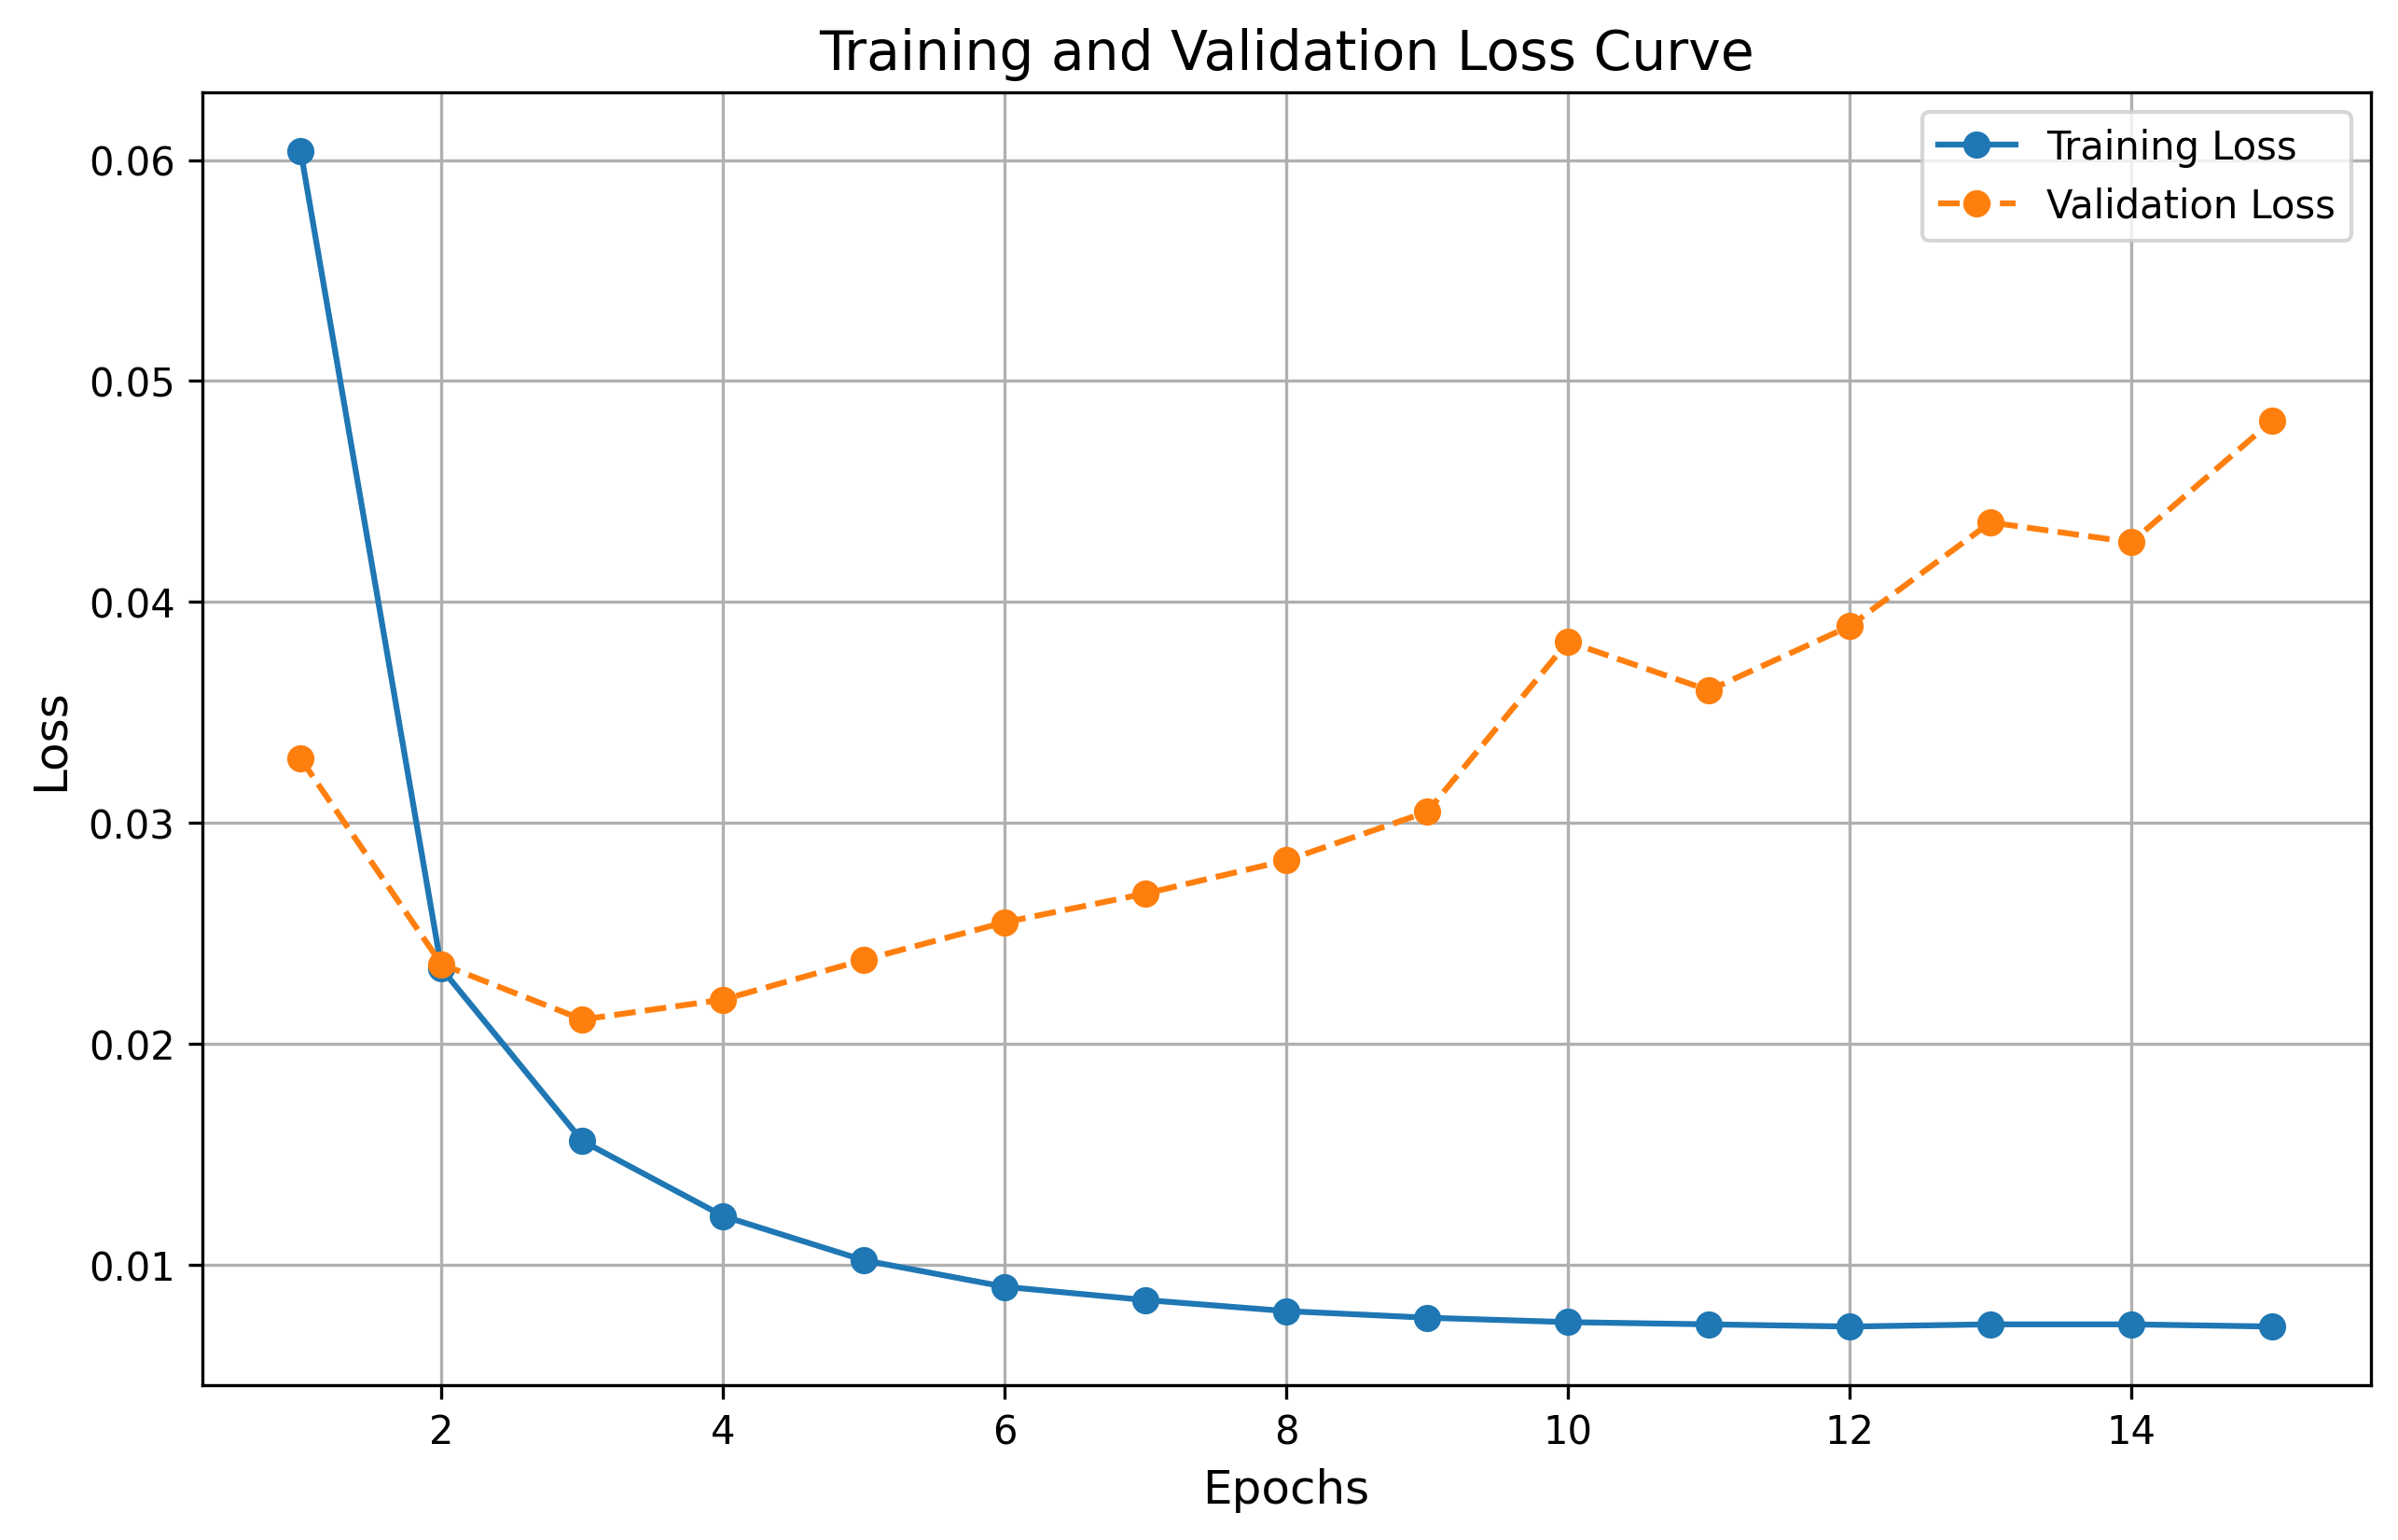 Training and Validation Loss Curve
Training Loss
Validation Loss
0.06
0.05
0.04
0.03
0.02
0.01
Loss
2 4 6 8 10 12 14
Epochs